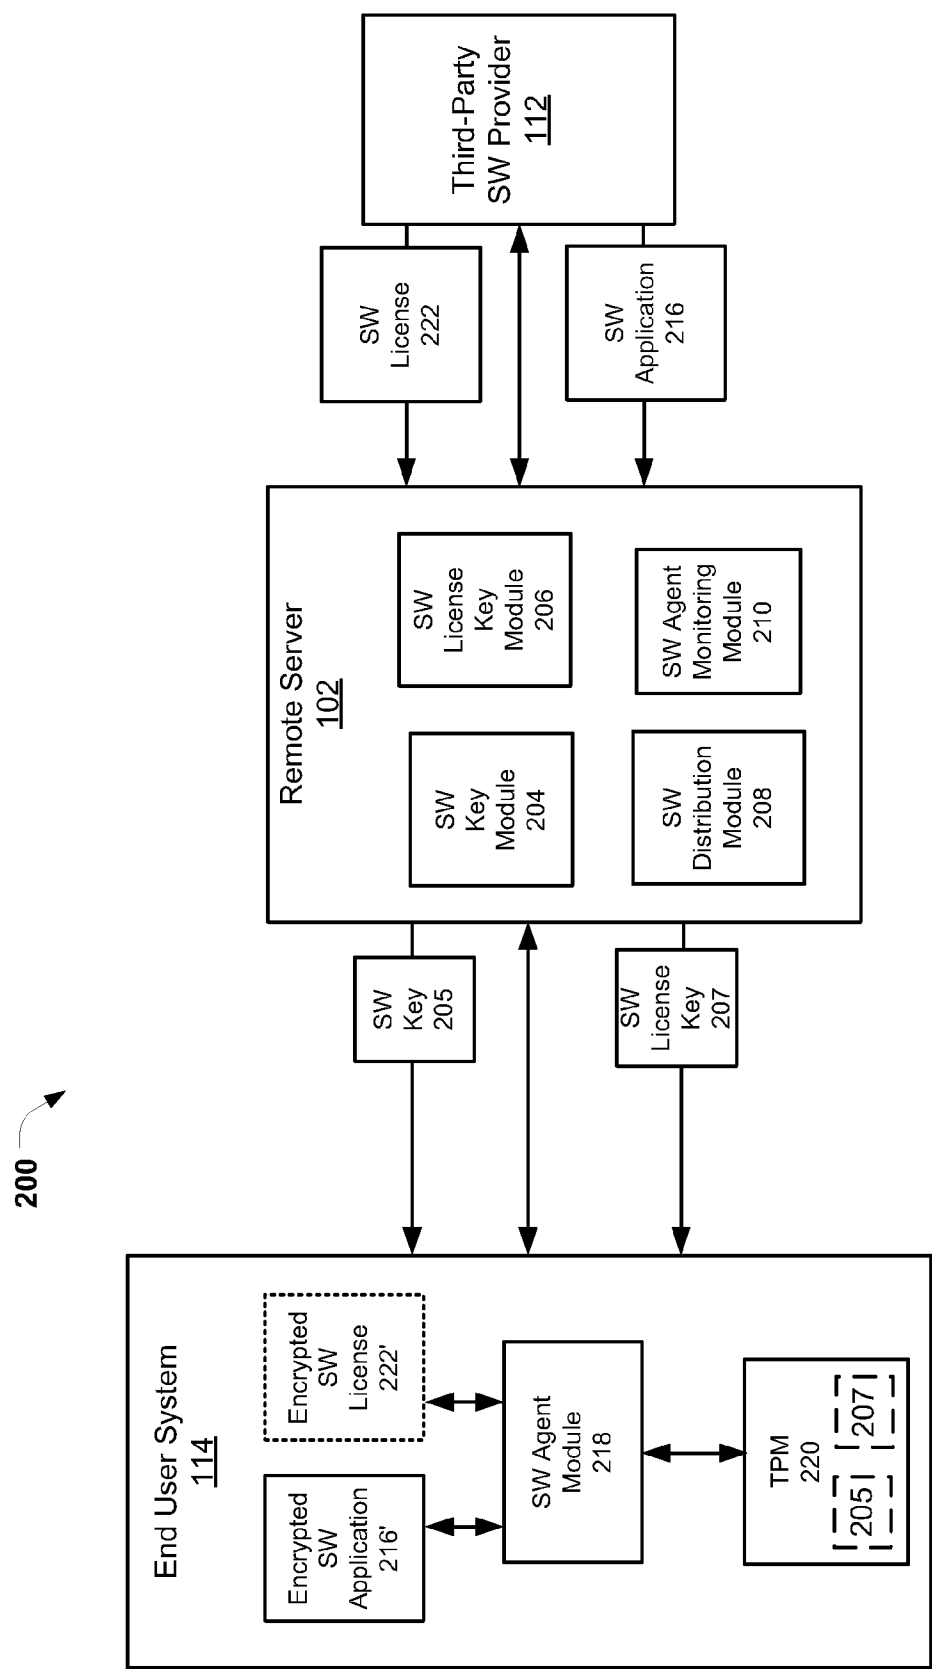 200
End User System
114
Encrypted
SW
Application
216'
Encrypted
SW
License
222'
SW Agent
Module
218
TPM
220
205
207
SW
Key
205
SW
License
Key
207
Remote Server
102
SW
Key
Module
204
SW
License
Key
Module
206
SW
Distribution
Module
208
SW Agent
Monitoring
Module
210
SW
License
222
SW
Application
216
Third-Party
SW Provider
112